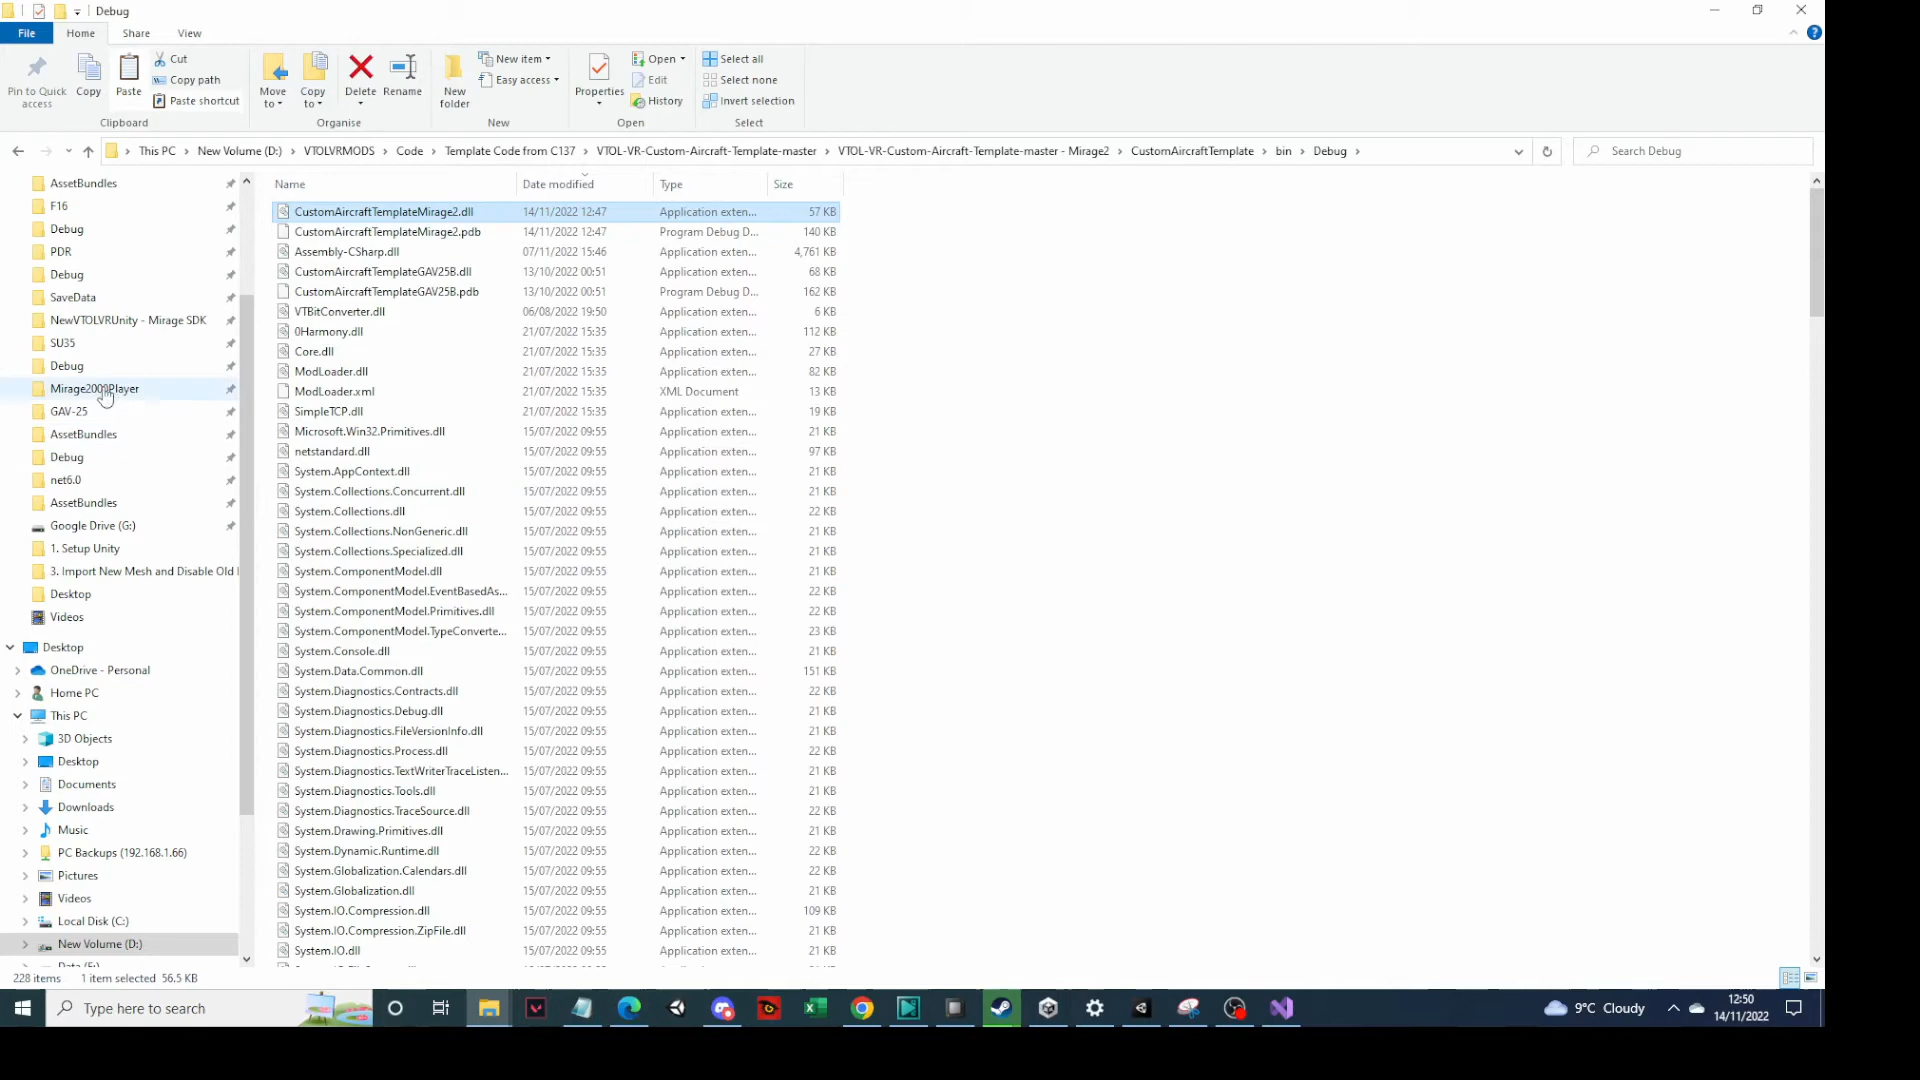 Debug
File Home Share View
Pin to Quick access
Copy
Paste
Cut
Copy path
Paste shortcut
Clipboard
Move to
Copy to
Delete
Rename
Organise
New folder
New item
Easy access
New
Properties
Open
Edit
History
Open
Select all
Select none
Invert selection
Select
This PC New Volume (D:) VTOLVRMODS Code Template Code from C137 VTOL-VR-Custom-Aircraft-Template-master VTOL-VR-Custom-Aircraft-Template-master - Mirage2 CustomAircraftTemplate bin Debug
Search Debug
AssetBundles
F16
Debug
PDR
Debug
SaveData
NewVTOLVRUnity - Mirage SDK
SU35
Debug
Mirage2000Player
GAV-25
AssetBundles
Debug
net6.0
AssetBundles
Google Drive (G:)
1. Setup Unity
3. Import New Mesh and Disable Old
Desktop
Videos
Desktop
OneDrive - Personal
Home PC
This PC
3D Objects
Desktop
Documents
Downloads
Music
PC Backups (192.168.1.66)
Pictures
Videos
Local Disk (C:)
New Volume (D:)
Name Date modified Type Size
CustomAircraftTemplateMirage2.dll 14/11/2022 12:47 Application exten... 57 KB
CustomAircraftTemplateMirage2.pdb 14/11/2022 12:47 Program Debug D... 140 KB
Assembly-CSharp.dll 07/11/2022 15:46 Application exten... 4,761 KB
CustomAircraftTemplateGAV25B.dll 13/10/2022 00:51 Application exten... 68 KB
CustomAircraftTemplateGAV25B.pdb 13/10/2022 00:51 Program Debug D... 162 KB
VTBitConverter.dll 06/08/2022 19:50 Application exten... 6 KB
0Harmony.dll 21/07/2022 15:35 Application exten... 112 KB
Core.dll 21/07/2022 15:35 Application exten... 27 KB
ModLoader.dll 21/07/2022 15:35 Application exten... 82 KB
ModLoader.xml 21/07/2022 15:35 XML Document 13 KB
SimpleTCP.dll 21/07/2022 15:35 Application exten... 19 KB
Microsoft.Win32.Primitives.dll 15/07/2022 09:55 Application exten... 21 KB
netstandard.dll 15/07/2022 09:55 Application exten... 97 KB
System.AppContext.dll 15/07/2022 09:55 Application exten... 21 KB
System.Collections.Concurrent.dll 15/07/2022 09:55 Application exten... 21 KB
System.Collections.dll 15/07/2022 09:55 Application exten... 22 KB
System.Collections.NonGeneric.dll 15/07/2022 09:55 Application exten... 21 KB
System.Collections.Specialized.dll 15/07/2022 09:55 Application exten... 21 KB
System.ComponentModel.dll 15/07/2022 09:55 Application exten... 21 KB
System.ComponentModel.EventBasedAs... 15/07/2022 09:55 Application exten... 22 KB
System.ComponentModel.Primitives.dll 15/07/2022 09:55 Application exten... 22 KB
System.ComponentModel.TypeConverte... 15/07/2022 09:55 Application exten... 23 KB
System.Console.dll 15/07/2022 09:55 Application exten... 21 KB
System.Data.Common.dll 15/07/2022 09:55 Application exten... 151 KB
System.Diagnostics.Contracts.dll 15/07/2022 09:55 Application exten... 22 KB
System.Diagnostics.Debug.dll 15/07/2022 09:55 Application exten... 21 KB
System.Diagnostics.FileVersionInfo.dll 15/07/2022 09:55 Application exten... 21 KB
System.Diagnostics.Process.dll 15/07/2022 09:55 Application exten... 22 KB
System.Diagnostics.TextWriterTraceListen... 15/07/2022 09:55 Application exten... 21 KB
System.Diagnostics.Tools.dll 15/07/2022 09:55 Application exten... 21 KB
System.Diagnostics.TraceSource.dll 15/07/2022 09:55 Application exten... 22 KB
System.Drawing.Primitives.dll 15/07/2022 09:55 Application exten... 21 KB
System.Dynamic.Runtime.dll 15/07/2022 09:55 Application exten... 22 KB
System.Globalization.Calendars.dll 15/07/2022 09:55 Application exten... 22 KB
System.Globalization.dll 15/07/2022 09:55 Application exten... 21 KB
System.IO.Compression.dll 15/07/2022 09:55 Application exten... 109 KB
System.IO.Compression.ZipFile.dll 15/07/2022 09:55 Application exten... 21 KB
System.IO.dll 15/07/2022 09:55 Application exten... 21 KB
228 items 1 item selected 56.5 KB
Type here to search
9°C Cloudy
12:50
14/11/2022